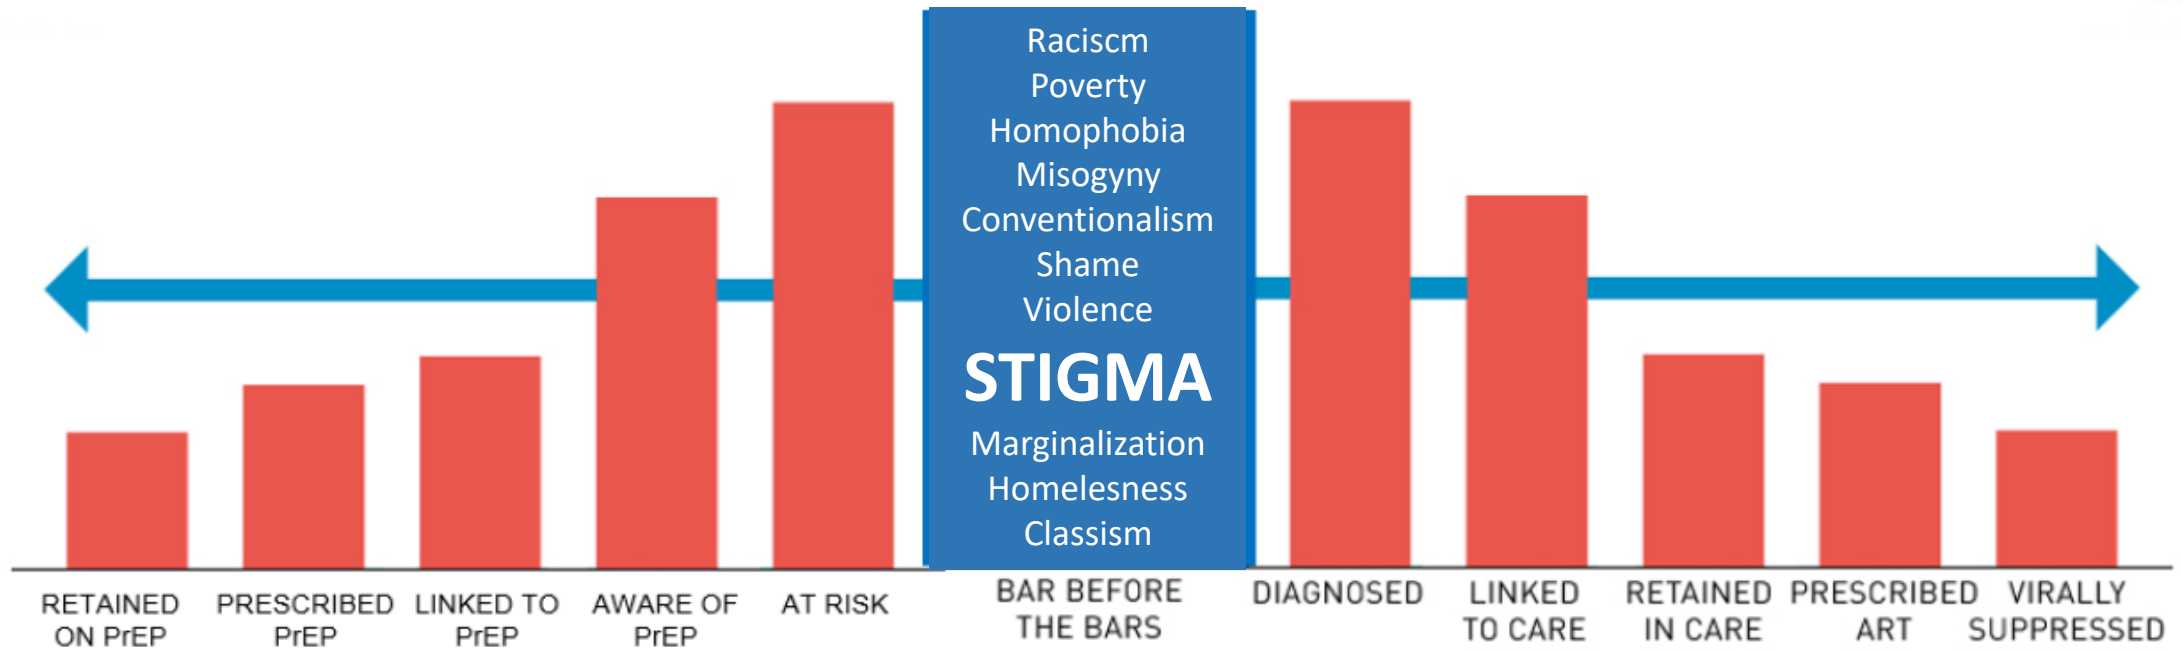 Raciscm
Poverty
Homophobia
Misogyny
Conventionalism
Shame
Violence
STIGMA
Marginalization
Homelesness
Classism
RETAINED
ON PrEP
PRESCRIBED
PrEP
LINKED TO
PrEP
AWARE OF
PrEP
AT RISK
BAR BEFORE
THE BARS
DIAGNOSED
LINKED
TO CARE
RETAINED
IN CARE
PRESCRIBED
ART
VIRALLY
SUPPRESSED